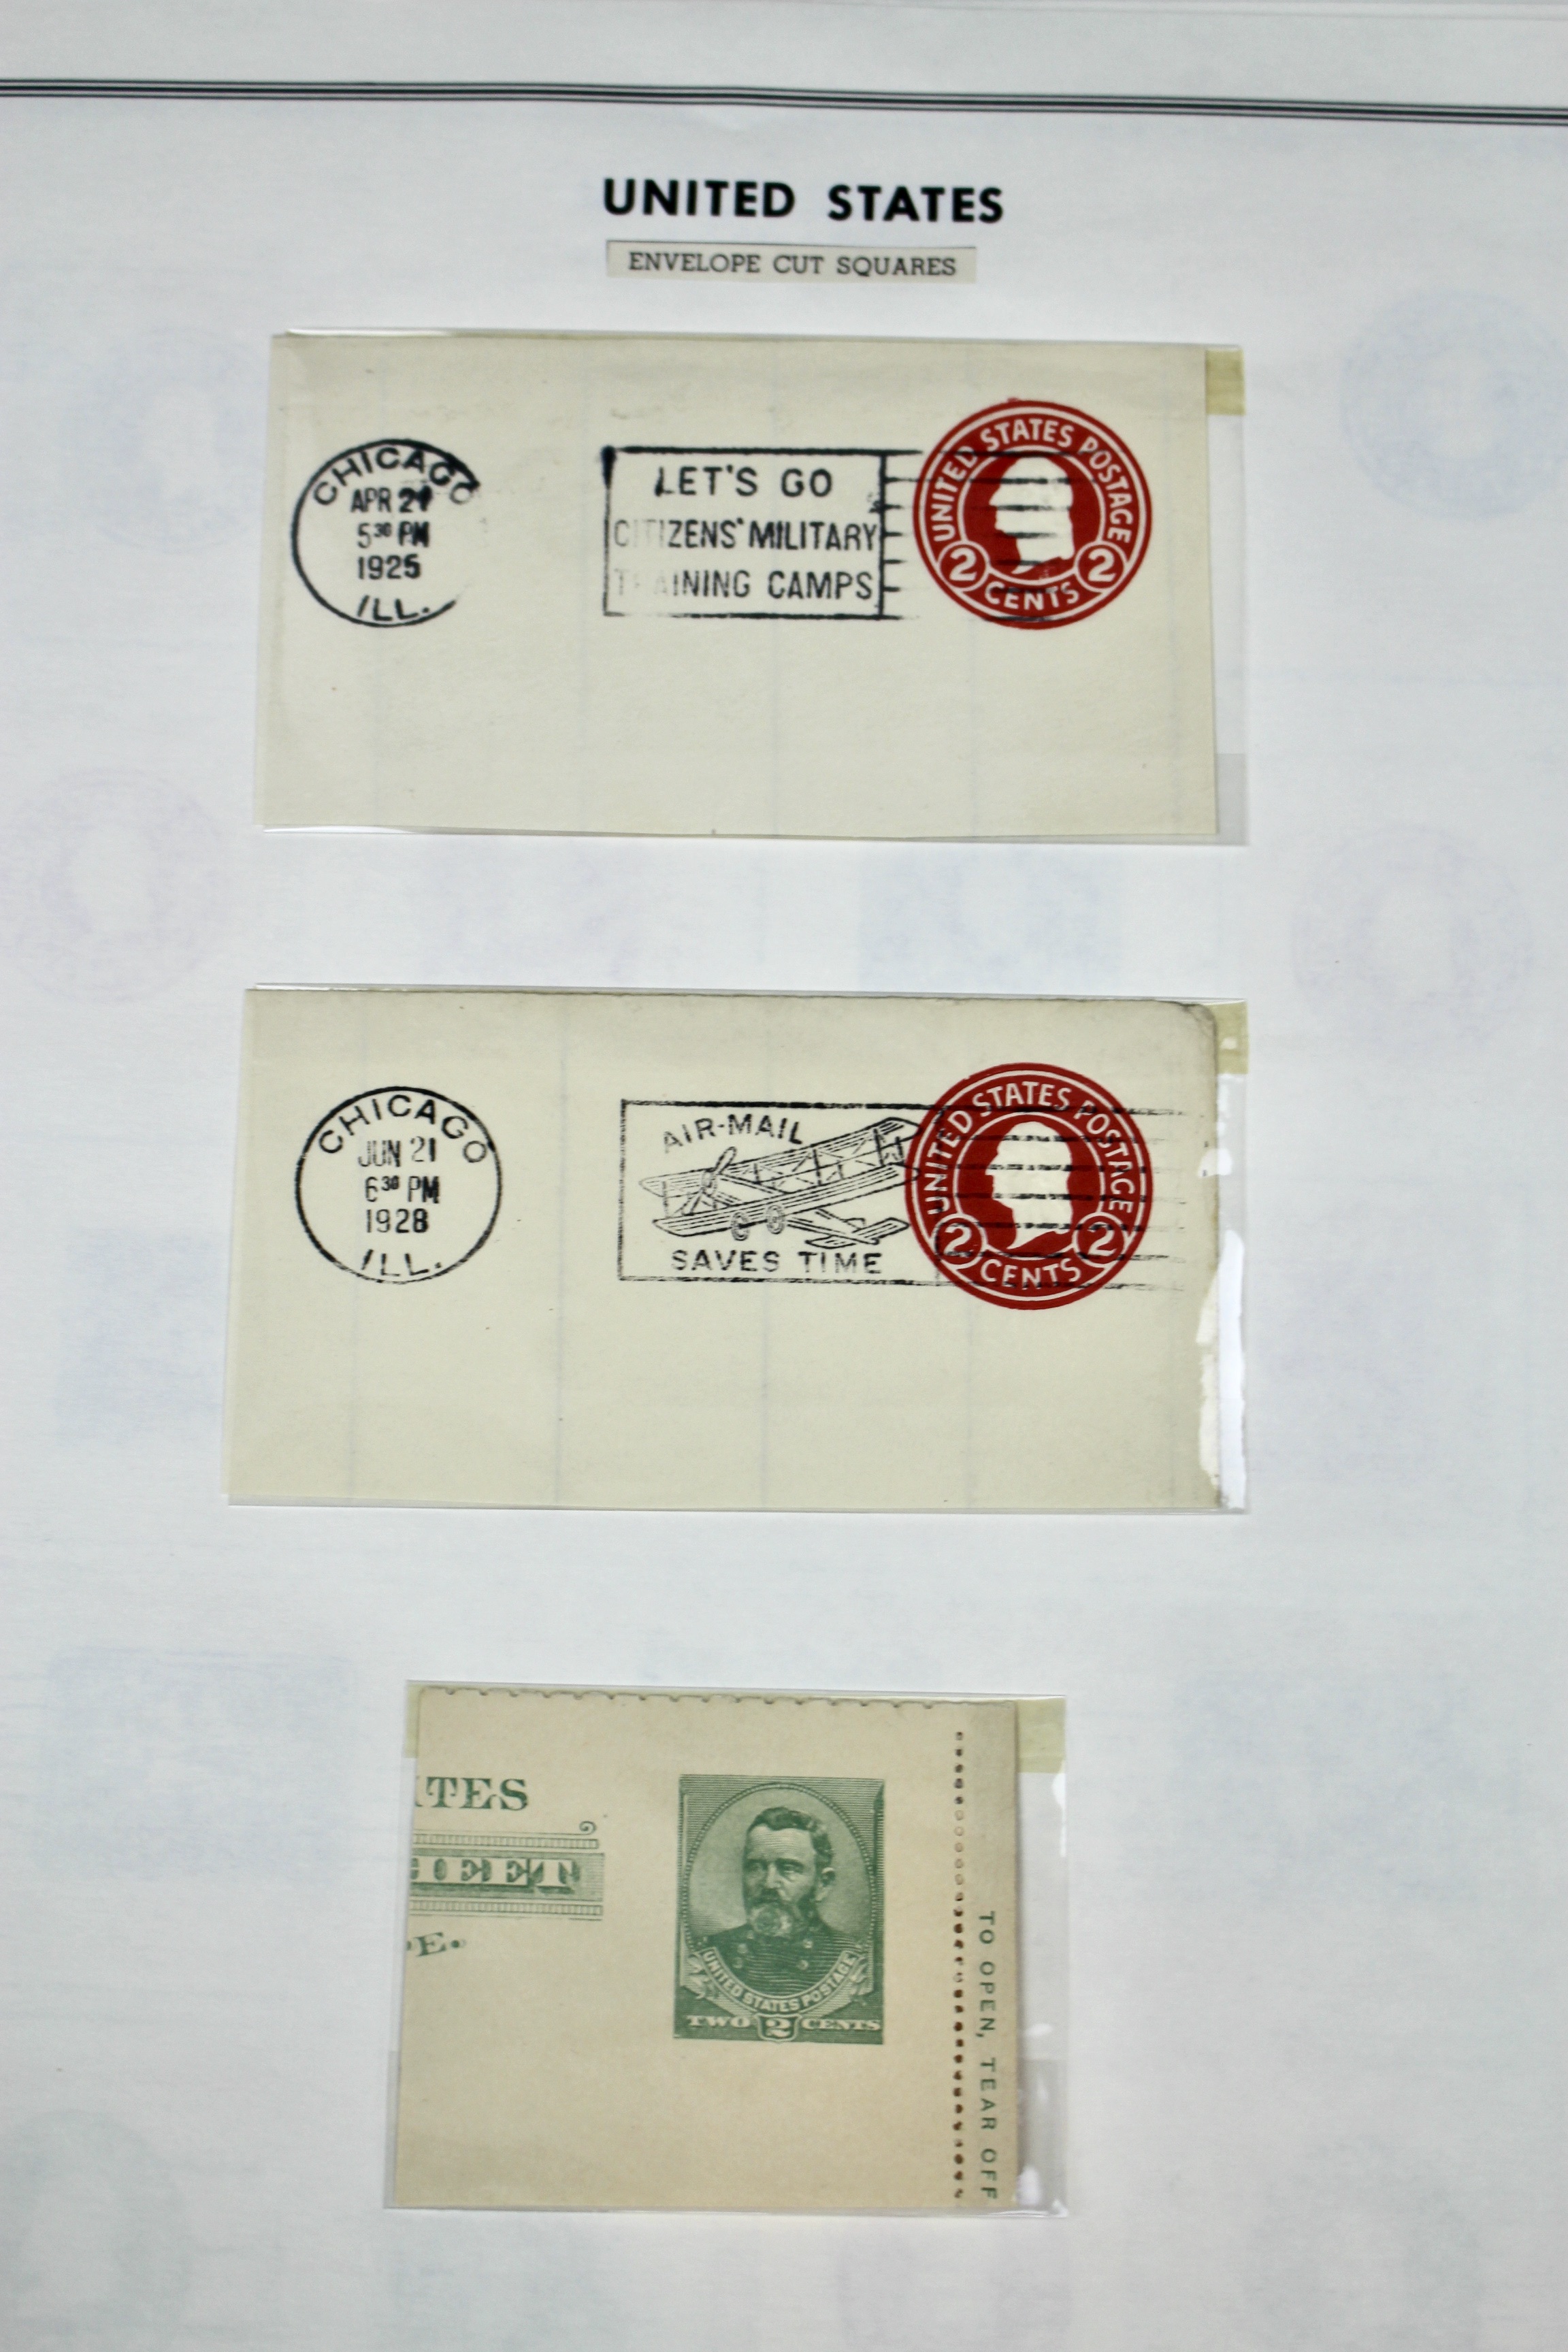 UNITED STATES
ENVELOPE CUT SQUARES
CHICAGO
APR 21
5 30 PM
1925
ILL.
LET'S GO
CITIZENS' MILITARY
TRAINING CAMPS
UNITED STATES POSTAGE
2 CENTS 2
CHICAGO
JUN 21
6 30 PM
1928
ILL.
AIR-MAIL
SAVES TIME
UNITED STATES POSTAGE
2 CENTS 2
TES
EET
E.
UNITED STATES POSTAGE
TWO 2 CENTS
TO OPEN, TEAR OFF